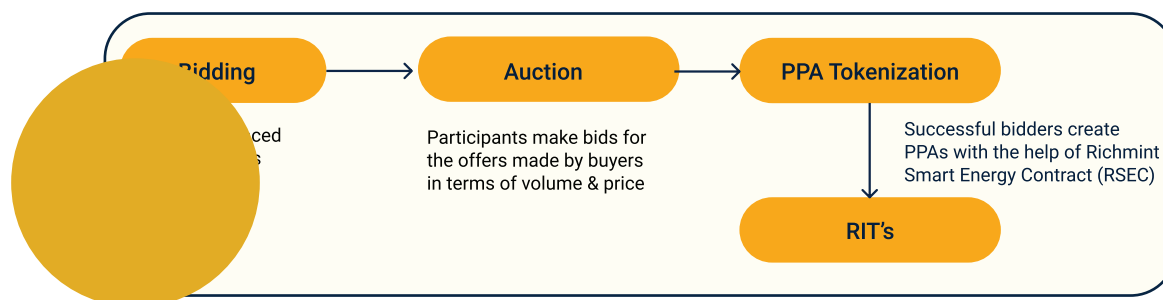 Bidding
Auction
PPA Tokenization
Participants make bids for
the offers made by buyers
in terms of volume & price
Successful bidders create
PPAs with the help of Richmint
Smart Energy Contract (RSEC)
RIT’s